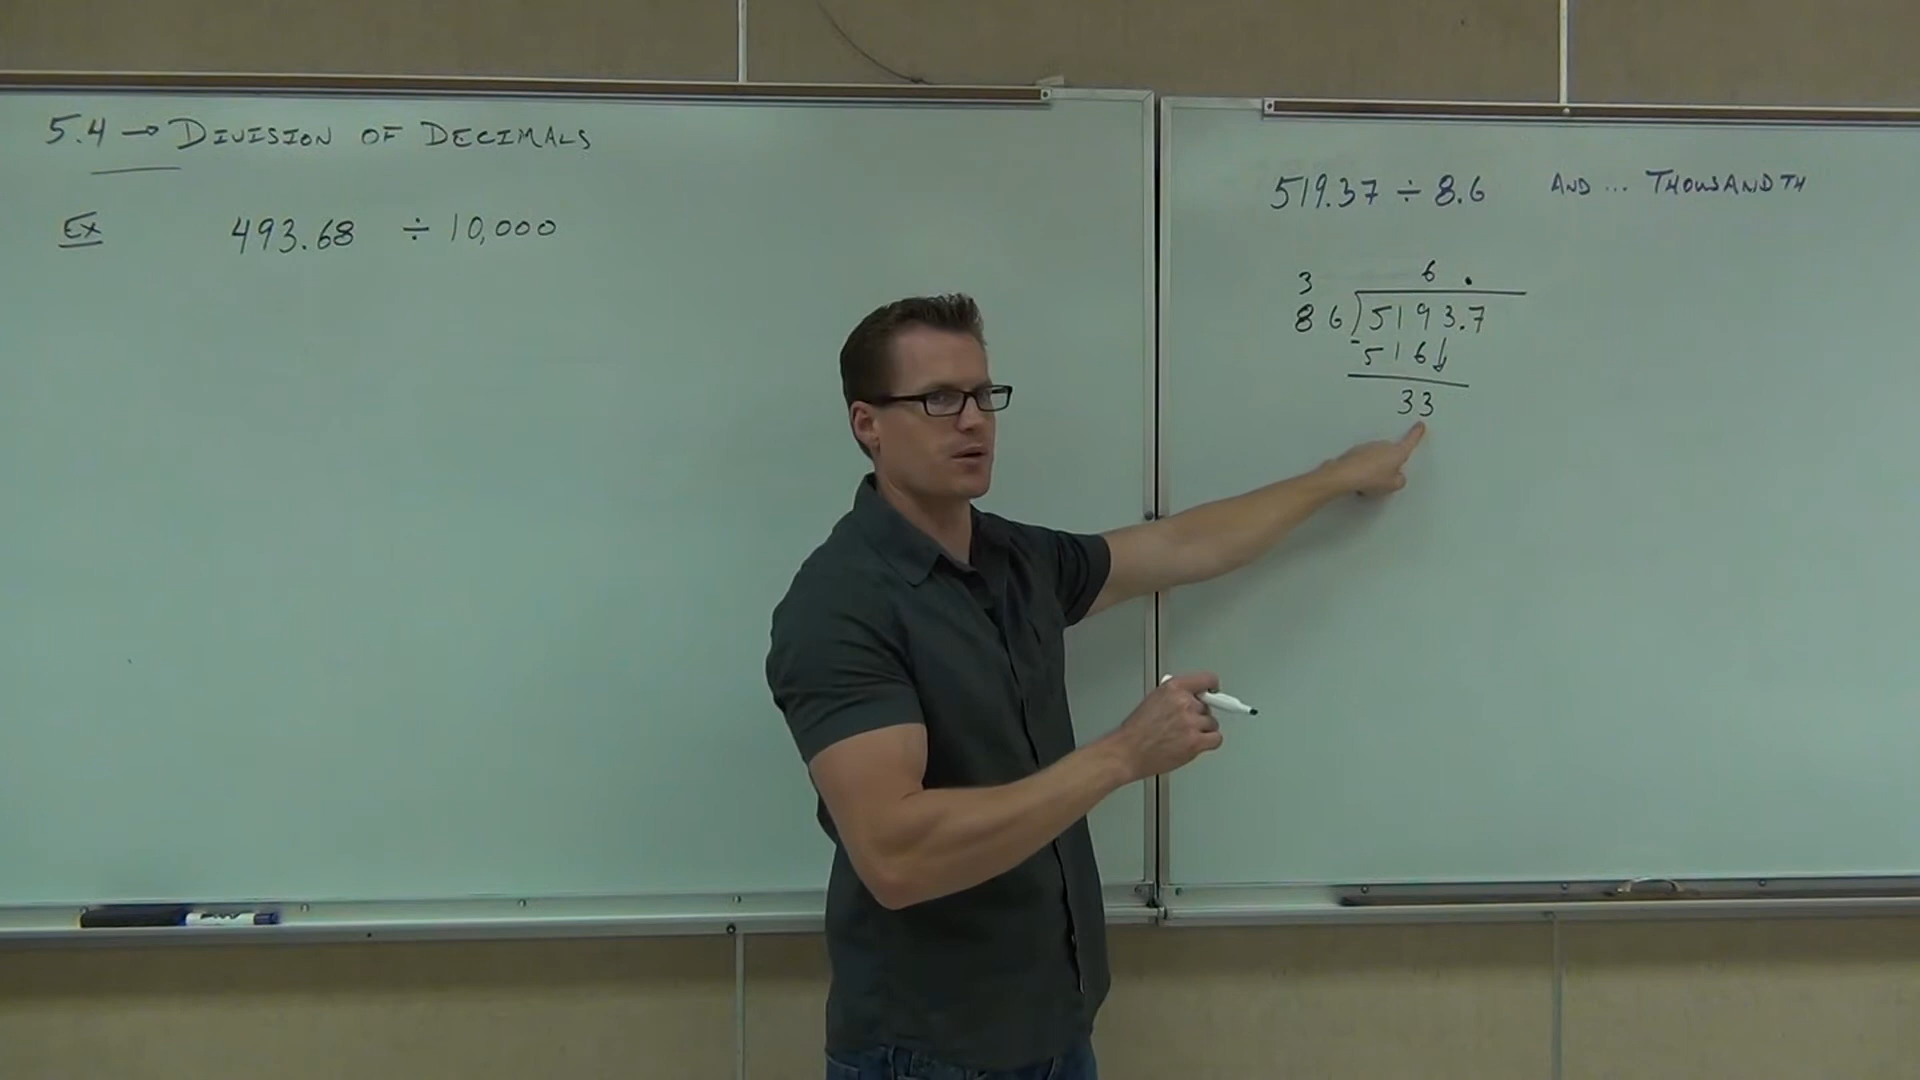 5.4 → DIVISION OF DECIMALS
Ex 493.68 ÷ 10,000
519.37 ÷ 8.6 AND ... THOUSANDTH
3 6 .
86)5193.7
- 516↓
33